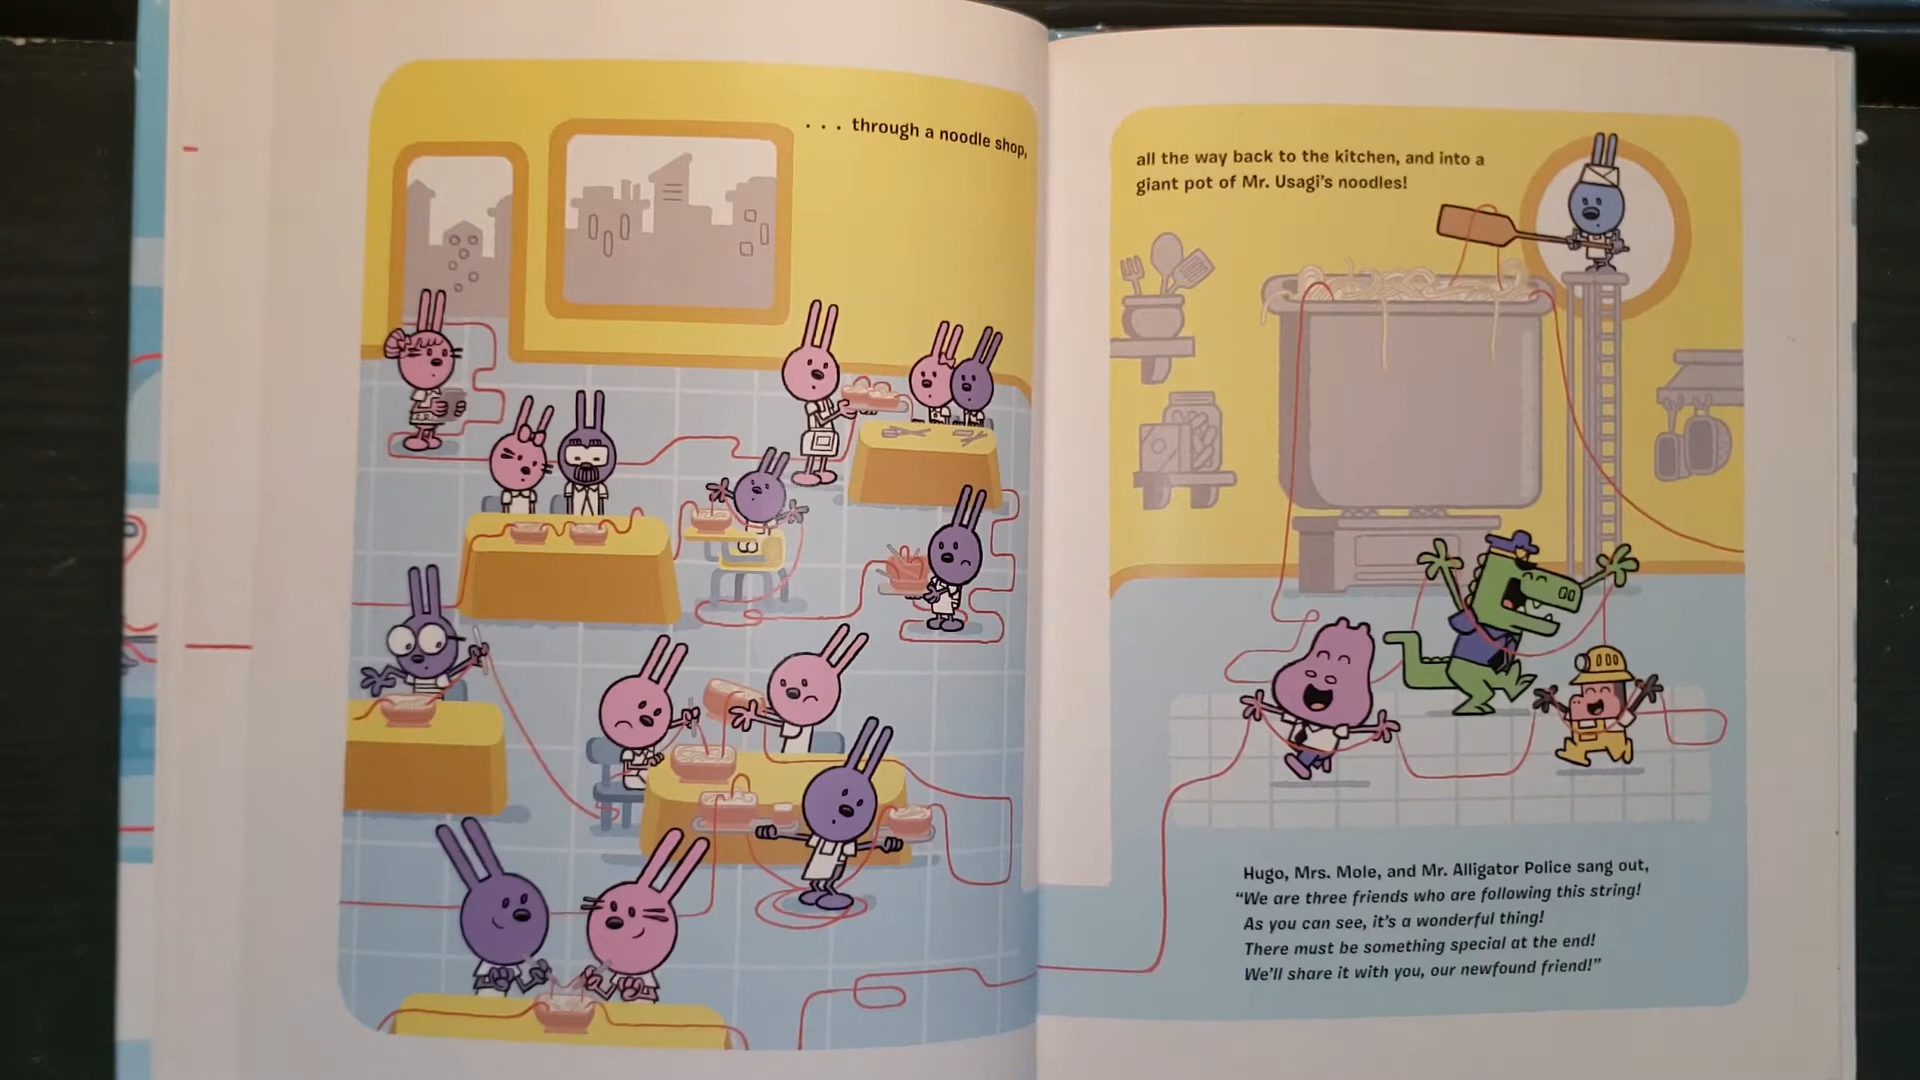 . . . through a noodle shop,
all the way back to the kitchen, and into a
giant pot of Mr. Usagi's noodles!
Hugo, Mrs. Mole, and Mr. Alligator Police sang out,
“We are three friends who are following this string!
As you can see, it's a wonderful thing!
There must be something special at the end!
We'll share it with you, our newfound friend!”